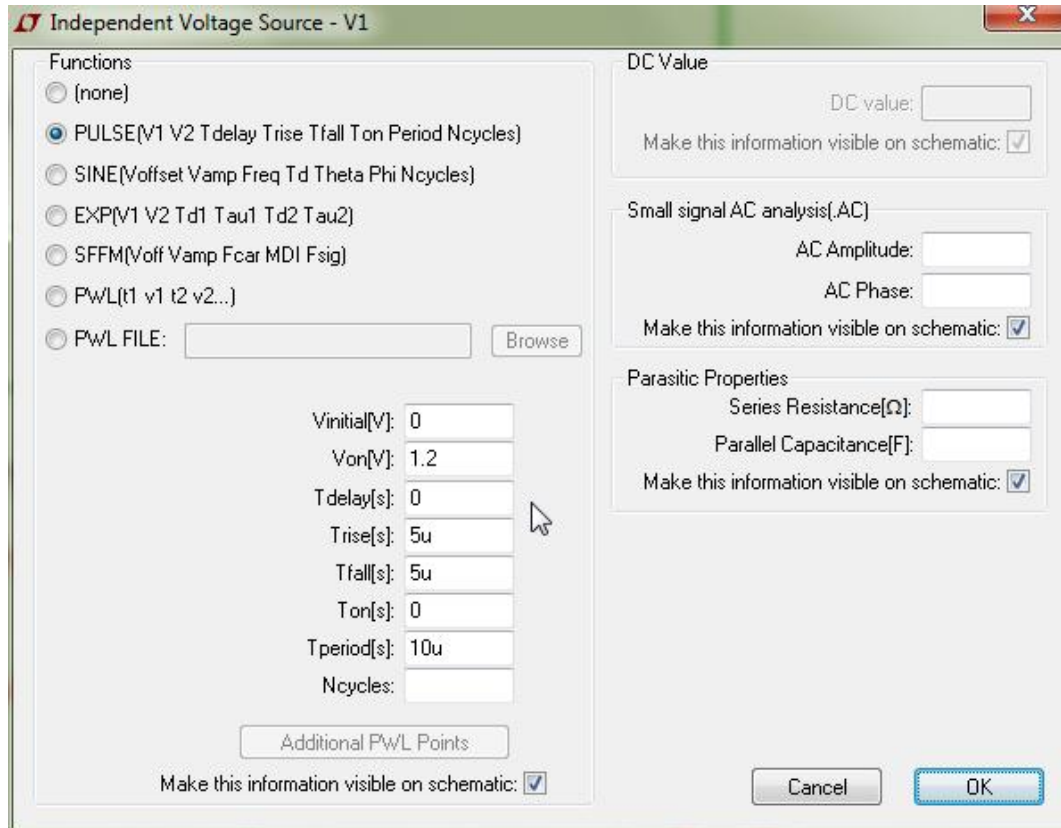 Independent Voltage Source - V1
Functions
(none)
PULSE(V1 V2 Tdelay Trise Tfall Ton Period Ncycles)
SINE(Voffset Vamp Freq Td Theta Phi Ncycles)
EXP(V1 V2 Td1 Tau1 Td2 Tau2)
SFFM(Voff Vamp Fcar MDI Fsig)
PWL(t1 v1 t2 v2...)
PWL FILE: Browse
Vinitial[V]: 0
Von[V]: 1.2
Tdelay[s]: 0
Trise[s]: 5u
Tfall[s]: 5u
Ton[s]: 0
Tperiod[s]: 10u
Ncycles:
Additional PWL Points
Make this information visible on schematic:
DC Value
DC value:
Make this information visible on schematic:
Small signal AC analysis(.AC)
AC Amplitude:
AC Phase:
Make this information visible on schematic:
Parasitic Properties
Series Resistance[Ω]:
Parallel Capacitance[F]:
Make this information visible on schematic:
Cancel OK